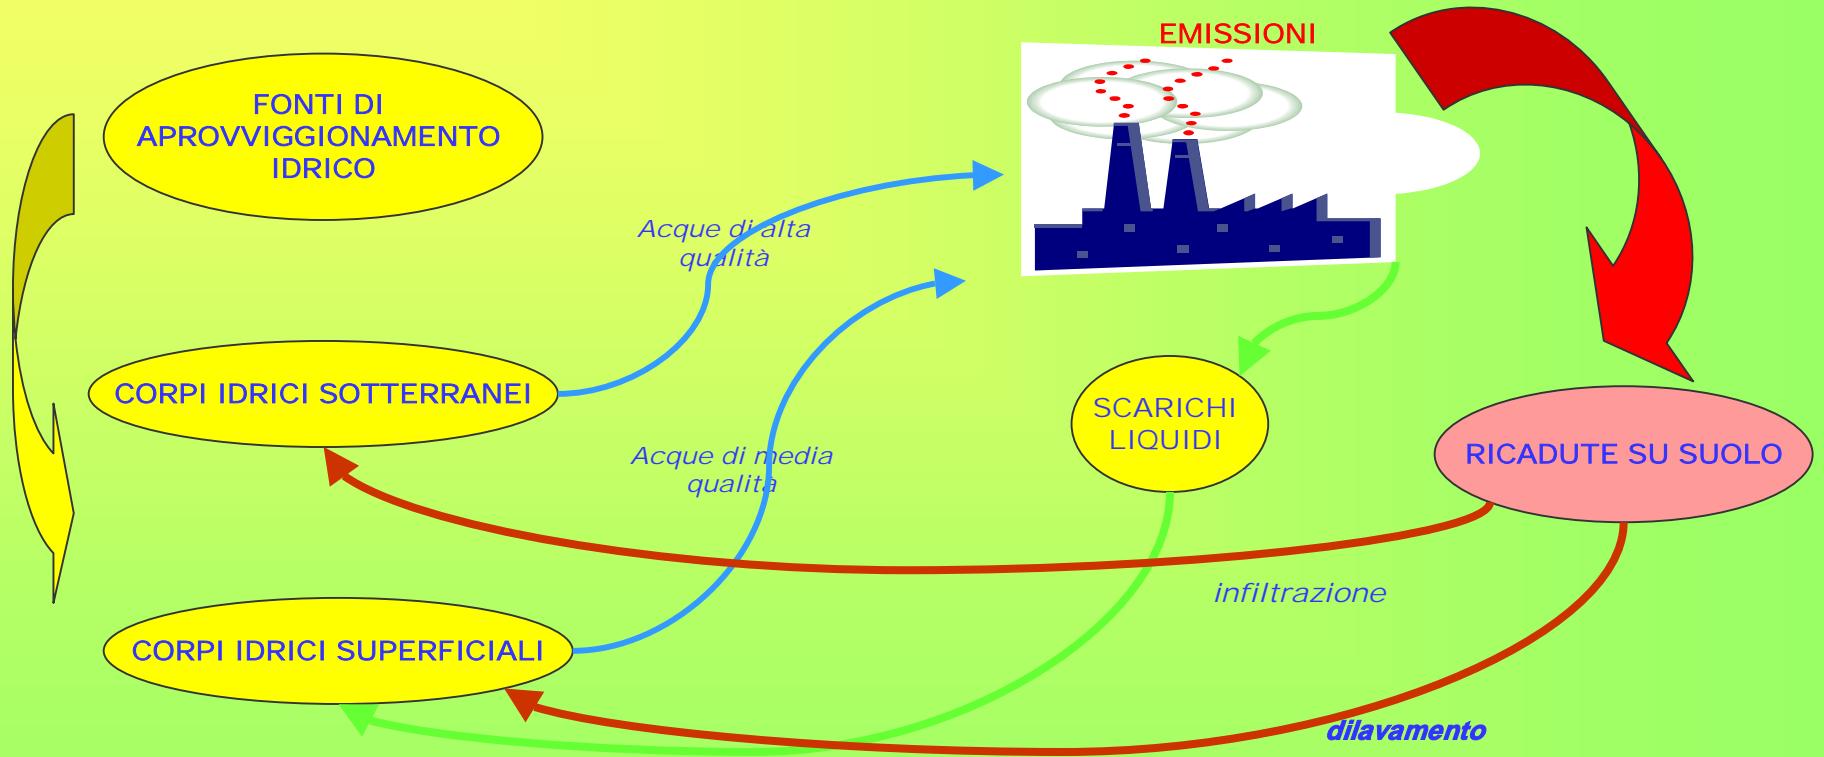 EMISSIONI
FONTI DI
APROVVIGGIONAMENTO
IDRICO
Acque di alta
qualità
CORPI IDRICI SOTTERRANEI
SCARICHI
LIQUIDI
RICADUTE SU SUOLO
Acque di media
qualità
infiltrazione
CORPI IDRICI SUPERFICIALI
dilavamento